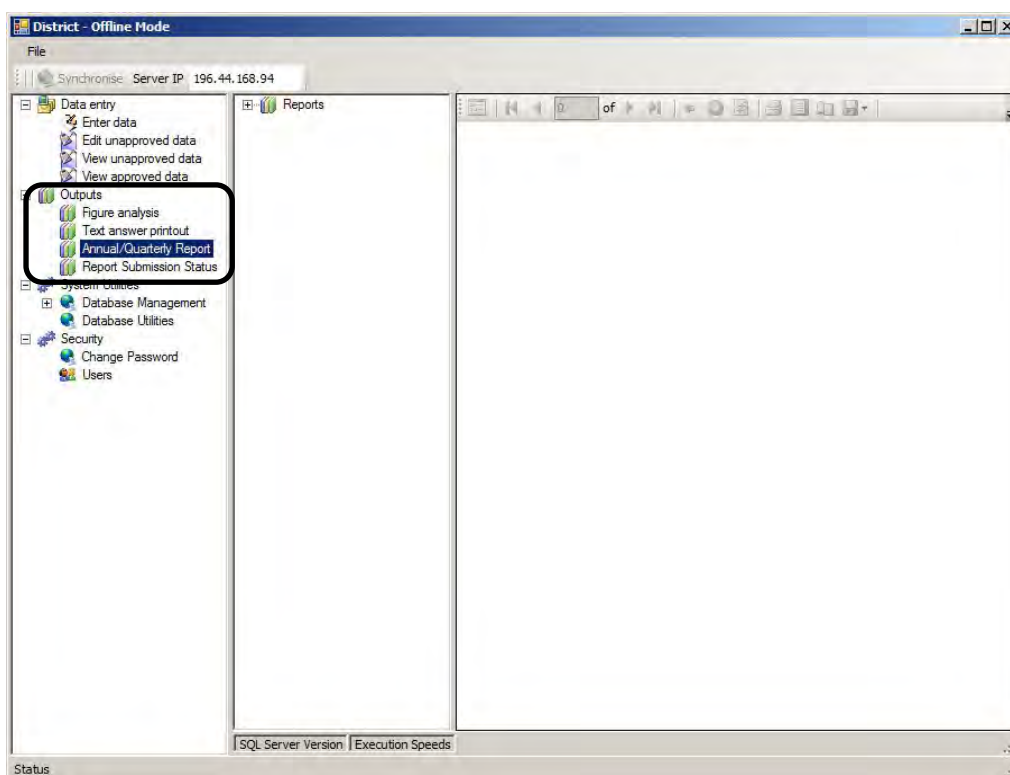 District - Offline Mode
File
Synchronise Server IP 196.44.168.94
Data entry
Enter data
Edit unapproved data
View unapproved data
View approved data
Outputs
Figure analysis
Text answer printout
Annual/Quarterly Report
Report Submission Status
System Utilities
Database Management
Database Utilities
Security
Change Password
Users
Reports
0 of
SQL Server Version Execution Speeds
Status